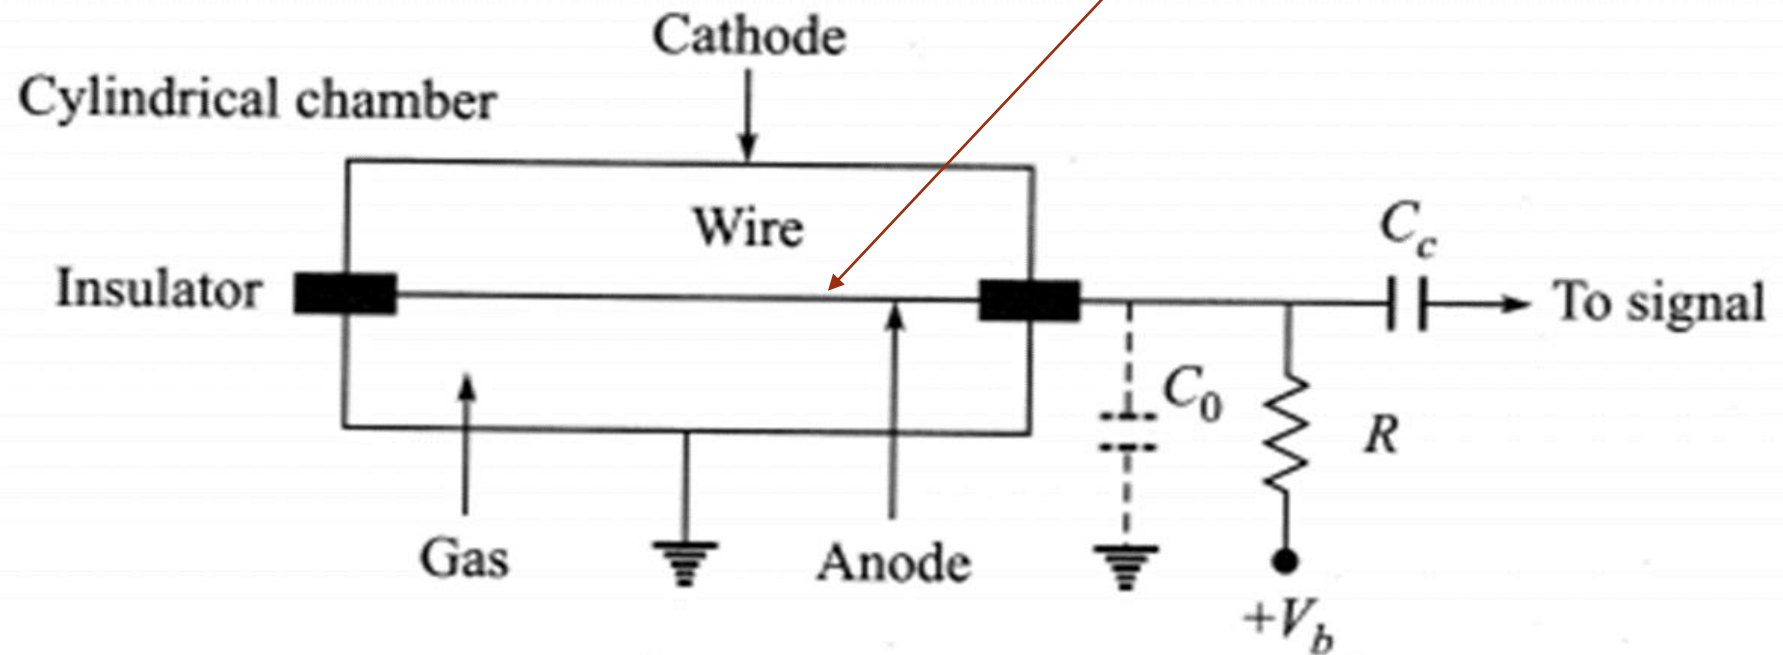 Cathode
Cylindrical chamber
Wire
Insulator
C_c
To signal
C_0
R
Gas
Anode
+V_b